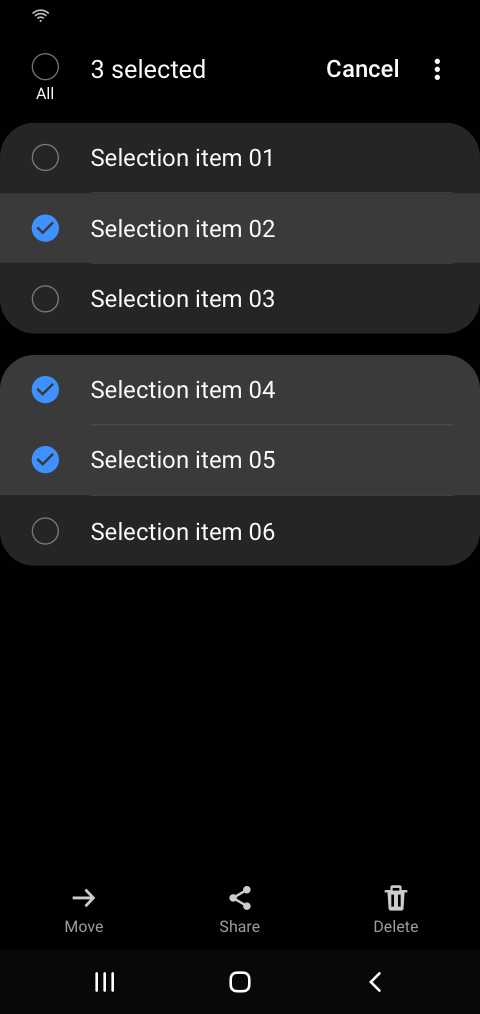 3 selected
Cancel
All
Selection item 01
Selection item 02
Selection item 03
Selection item 04
Selection item 05
Selection item 06
Move
Share
Delete